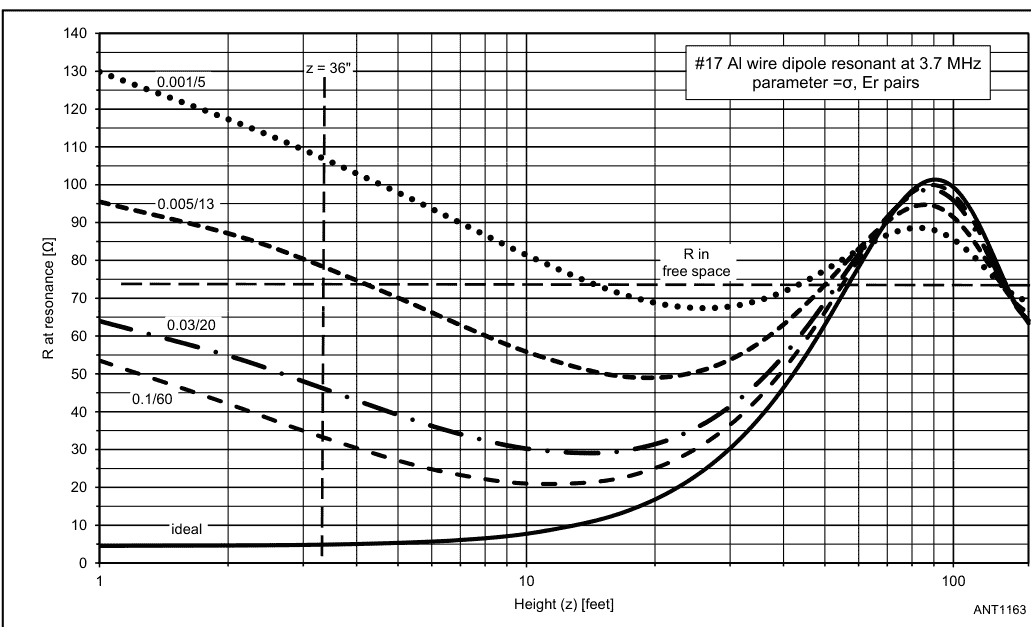 #17 Al wire dipole resonant at 3.7 MHz
parameter =σ, Er pairs
z = 36"
0.001/5
0.005/13
R in
free space
0.03/20
0.1/60
ideal
R at resonance [Ω]
140
130
120
110
100
90
80
70
60
50
40
30
20
10
0
1
10
100
Height (z) [feet]
ANT1163